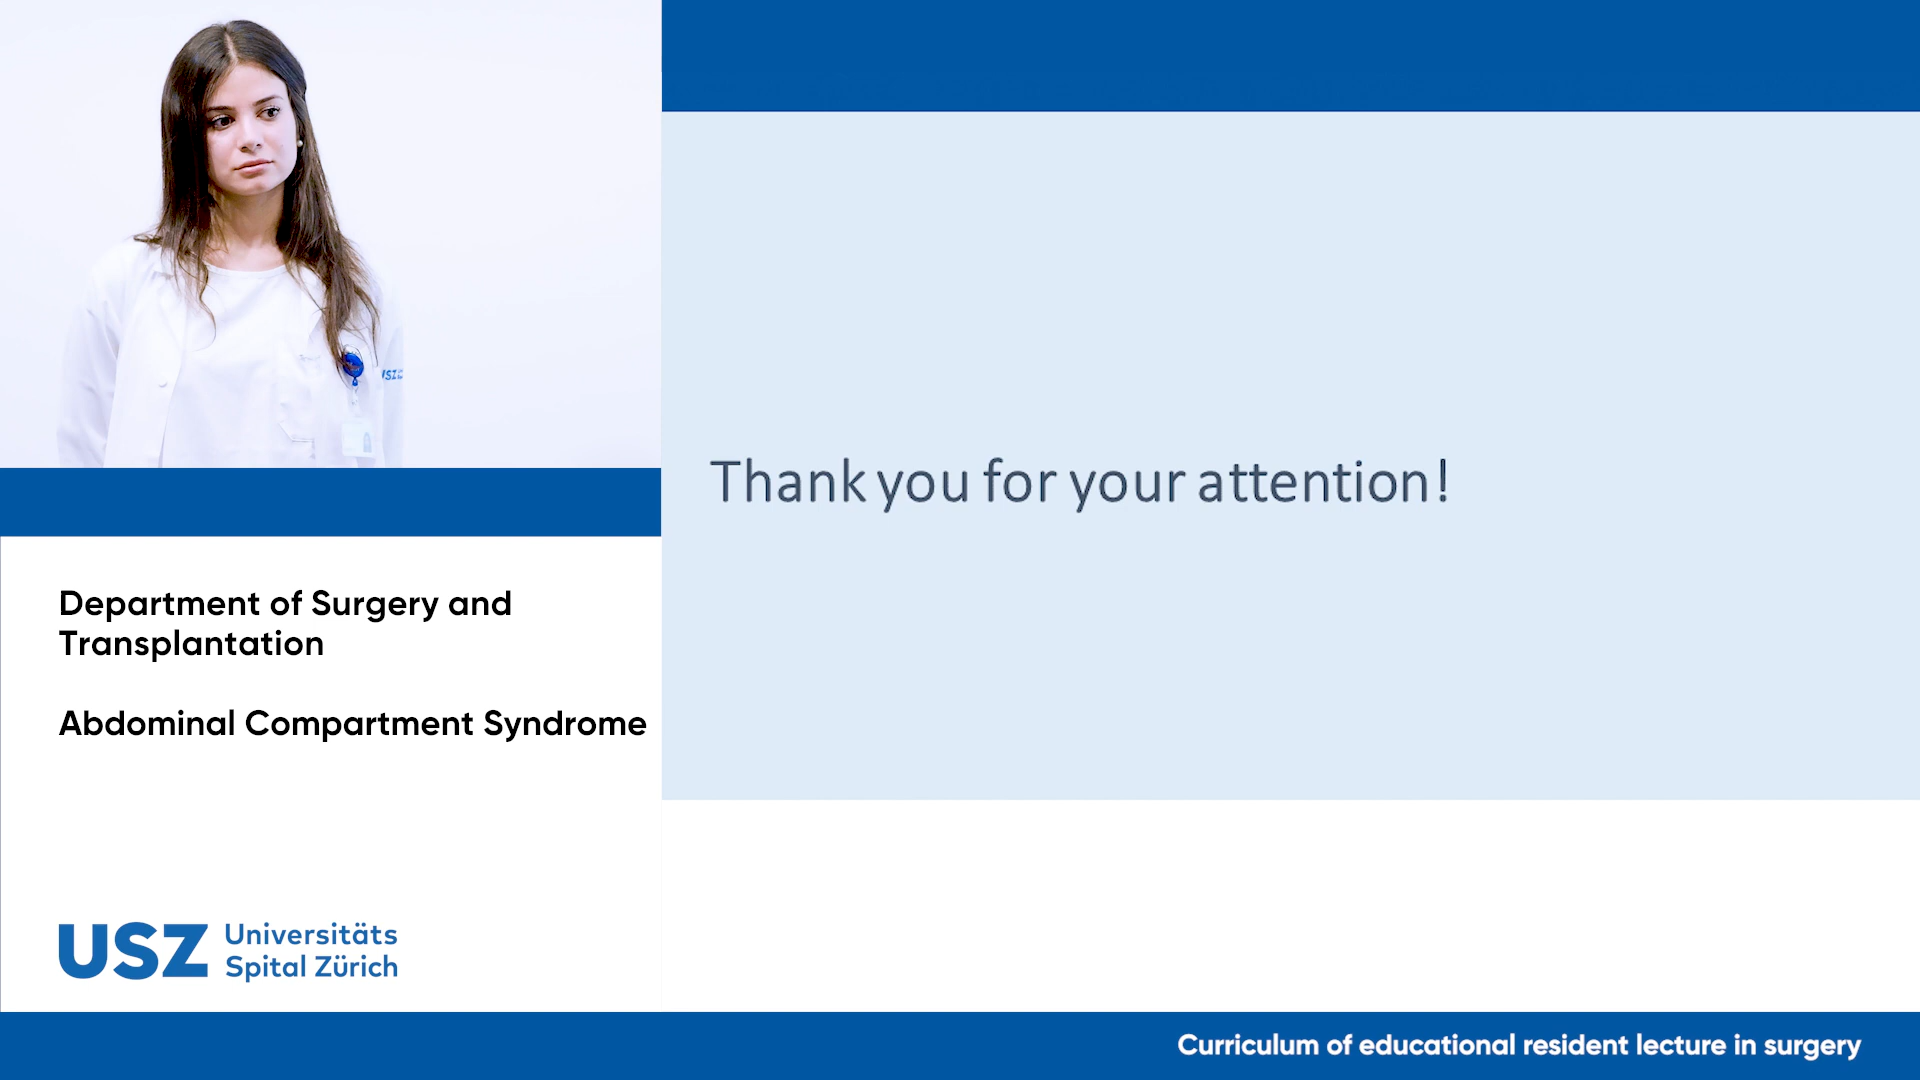 Thank you for your attention!
USZ
Department of Surgery and
Transplantation
Abdominal Compartment Syndrome
USZ Universitäts
Spital Zürich
Curriculum of educational resident lecture in surgery